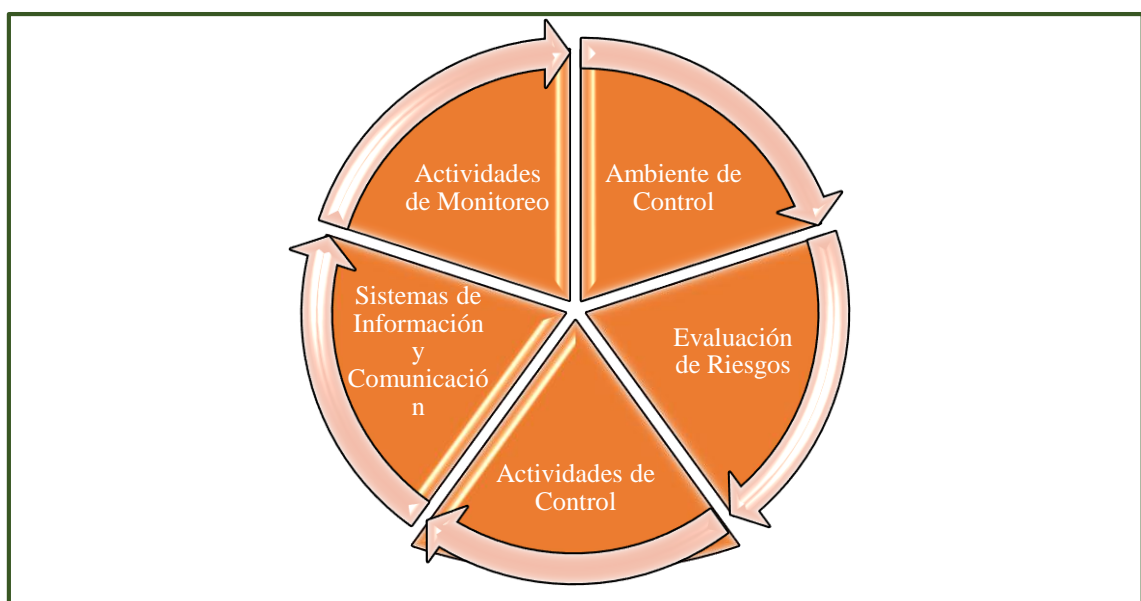 Actividades
de Monitoreo
Ambiente de
Control
Sistemas de
Información
y
Comunicació
n
Evaluación
de Riesgos
Actividades de
Control